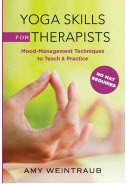 YOGA SKILLS
FOR THERAPISTS
Mood-Management Techniques
to Teach & Practice
NO MAT
REQUIRED
AMY WEINTRAUB